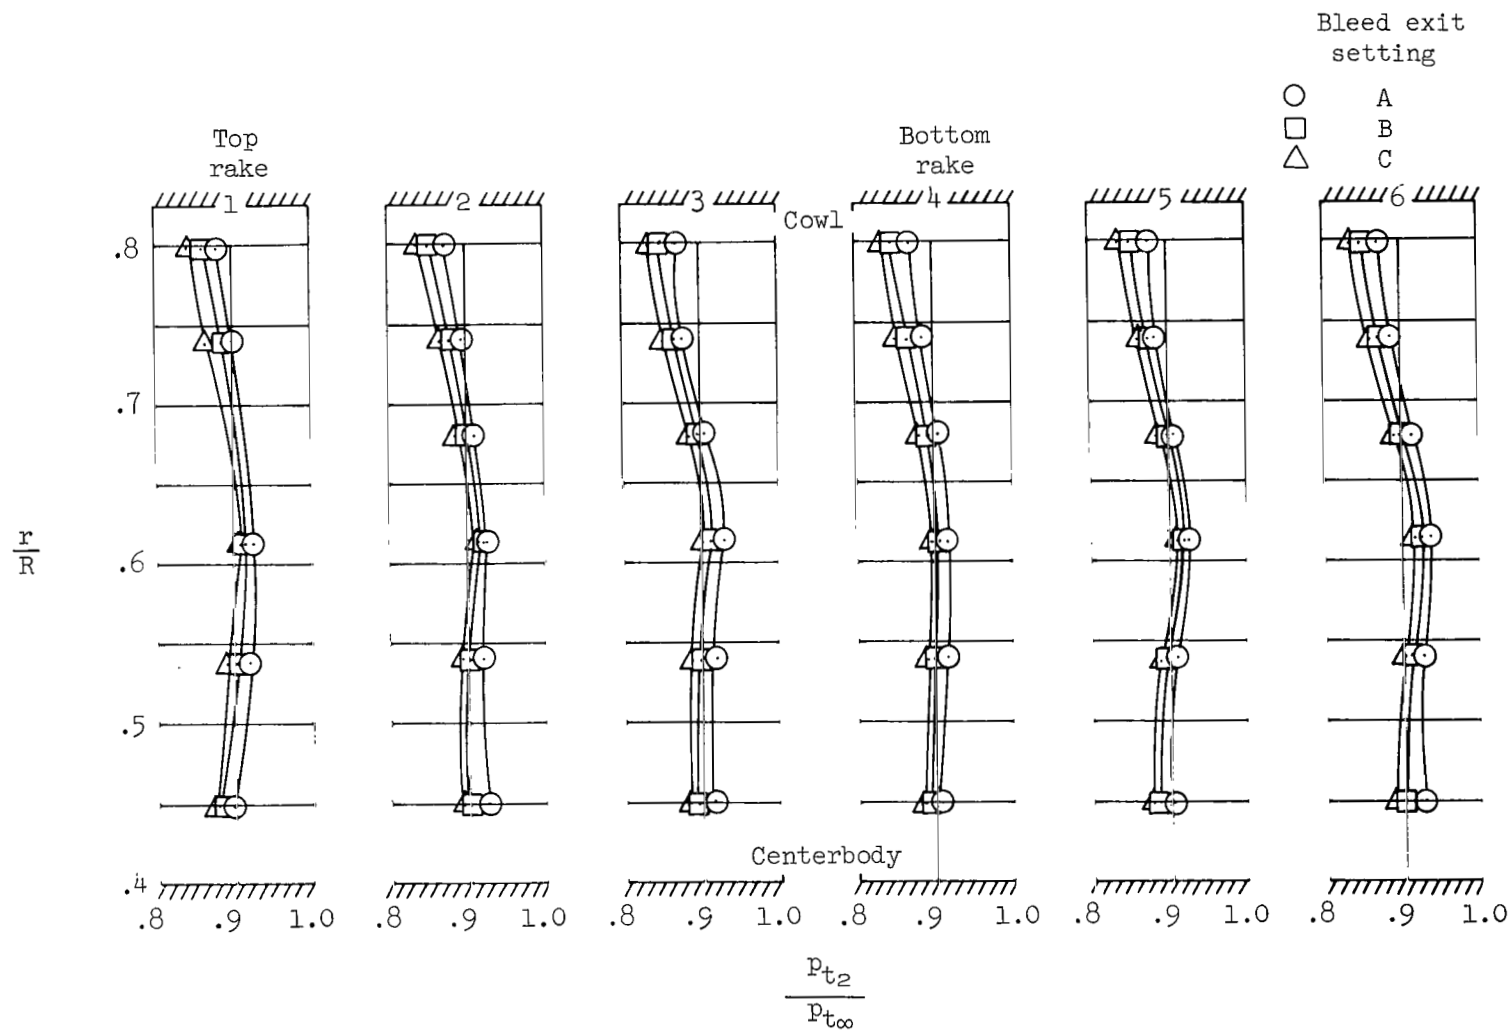 Bleed exit
setting
A
B
C
Top
rake
Bottom
rake
1 2 3 4 5 6
Cowl
.8
.7
.6
.5
.4
r
R
Centerbody
.8 .9 1.0 .8 .9 1.0 .8 .9 1.0 .8 .9 1.0 .8 .9 1.0 .8 .9 1.0
pt2
pt∞